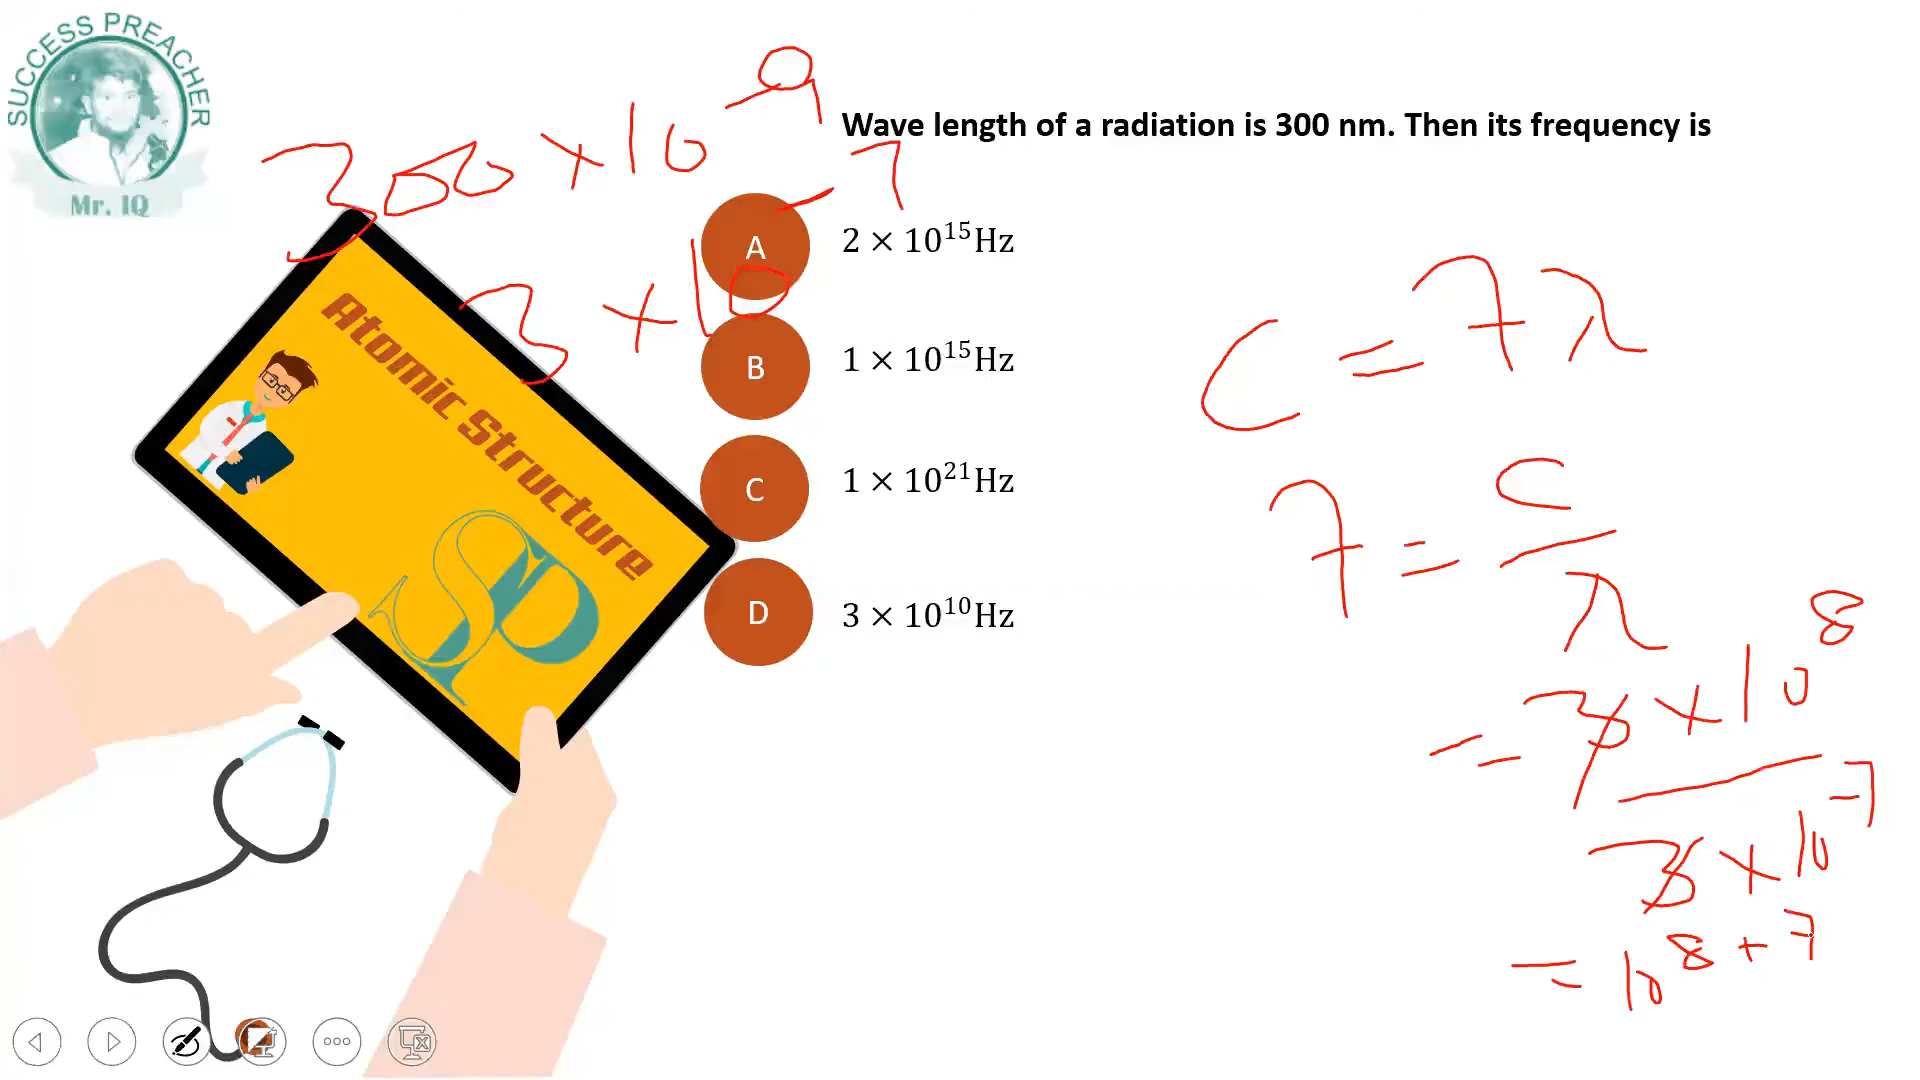 SUCCESS PREACHER
Mr. IQ
Wave length of a radiation is 300 nm. Then its frequency is
A 2 × 10¹⁵Hz
B 1 × 10¹⁵Hz
C 1 × 10²¹Hz
D 3 × 10¹⁰Hz
Atomic Structure
SP
300 × 10⁻⁹
3 × 10⁻⁷
C = fλ
f = C/λ
= 3 × 10⁸
3 × 10⁻⁷
= 10⁸⁺⁷